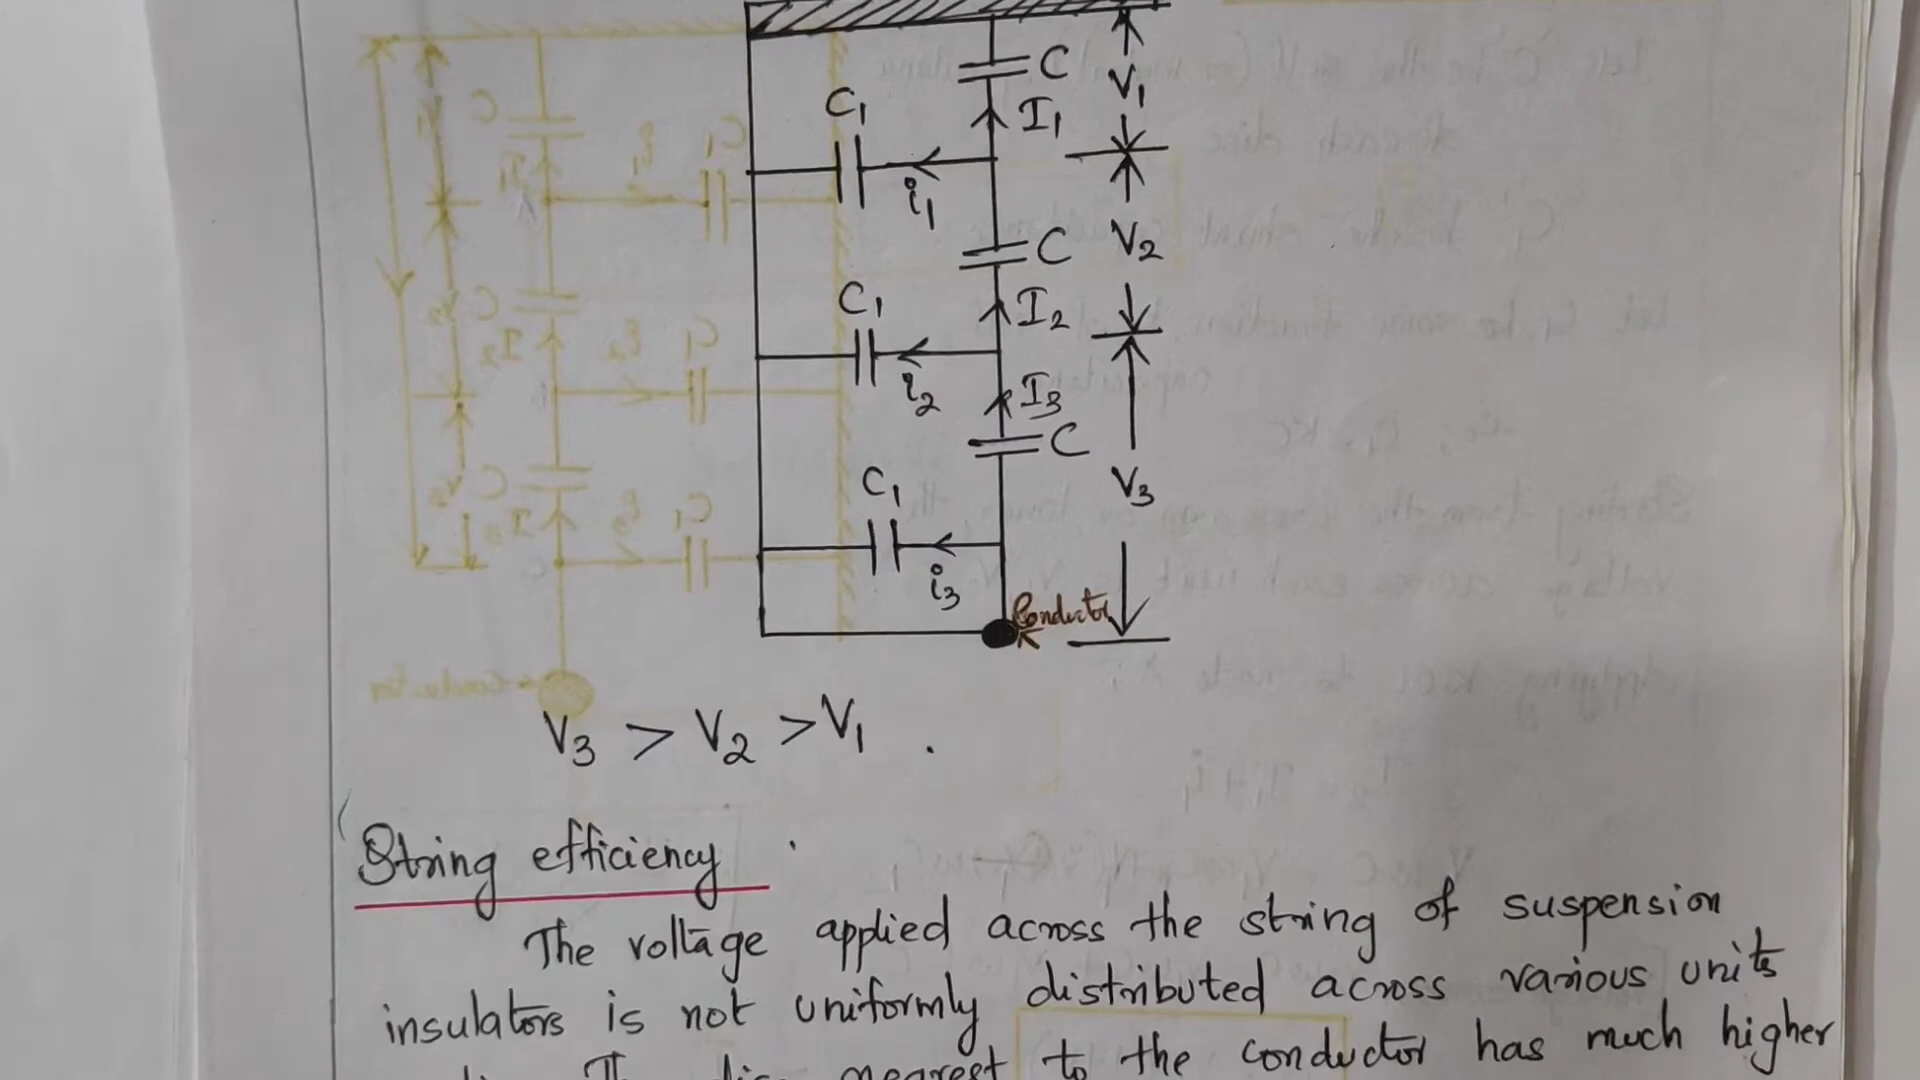 C
V₁
C₁
I₁
i₁
V₂
C
C₁
I₂
i₂
I₃
C
C₁
V₃
i₃
Conductor
V₃ > V₂ > V₁ .
String efficiency
The voltage applied across the string of suspension
insulators is not uniformly distributed across various units
nearest to the conductor has much higher